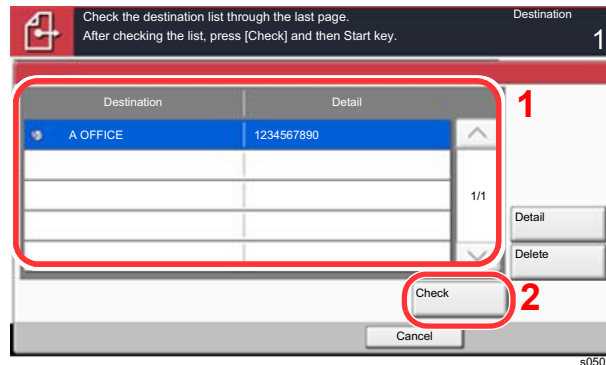 Check the destination list through the last page.
After checking the list, press [Check] and then Start key.
Destination
1
Destination Detail
1
A OFFICE 1234567890
1/1
Detail
Delete
Check
2
Cancel
s050